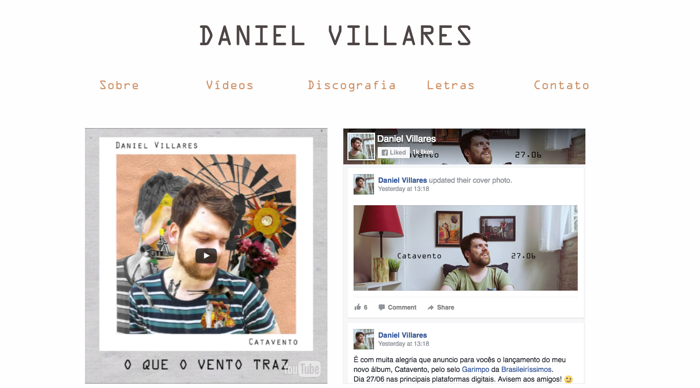 DANIEL VILLARES
Sobre Vídeos Discografia Letras Contato
DANIEL VILLARES
CATAVENTO
O QUE O VENTO TRAZ
YouTube
Daniel Villares
Liked 1k likes
Catavento 27.06
Daniel Villares updated their cover photo.
Yesterday at 13:18
Catavento 27.06
6 Comment Share
Daniel Villares
Yesterday at 13:18
É com muita alegria que anuncio para vocês o lançamento do meu
novo álbum, Catavento, pelo selo Garimpo da Brasileiríssimos.
Dia 27/06 nas principais plataformas digitais. Avisem aos amigos!